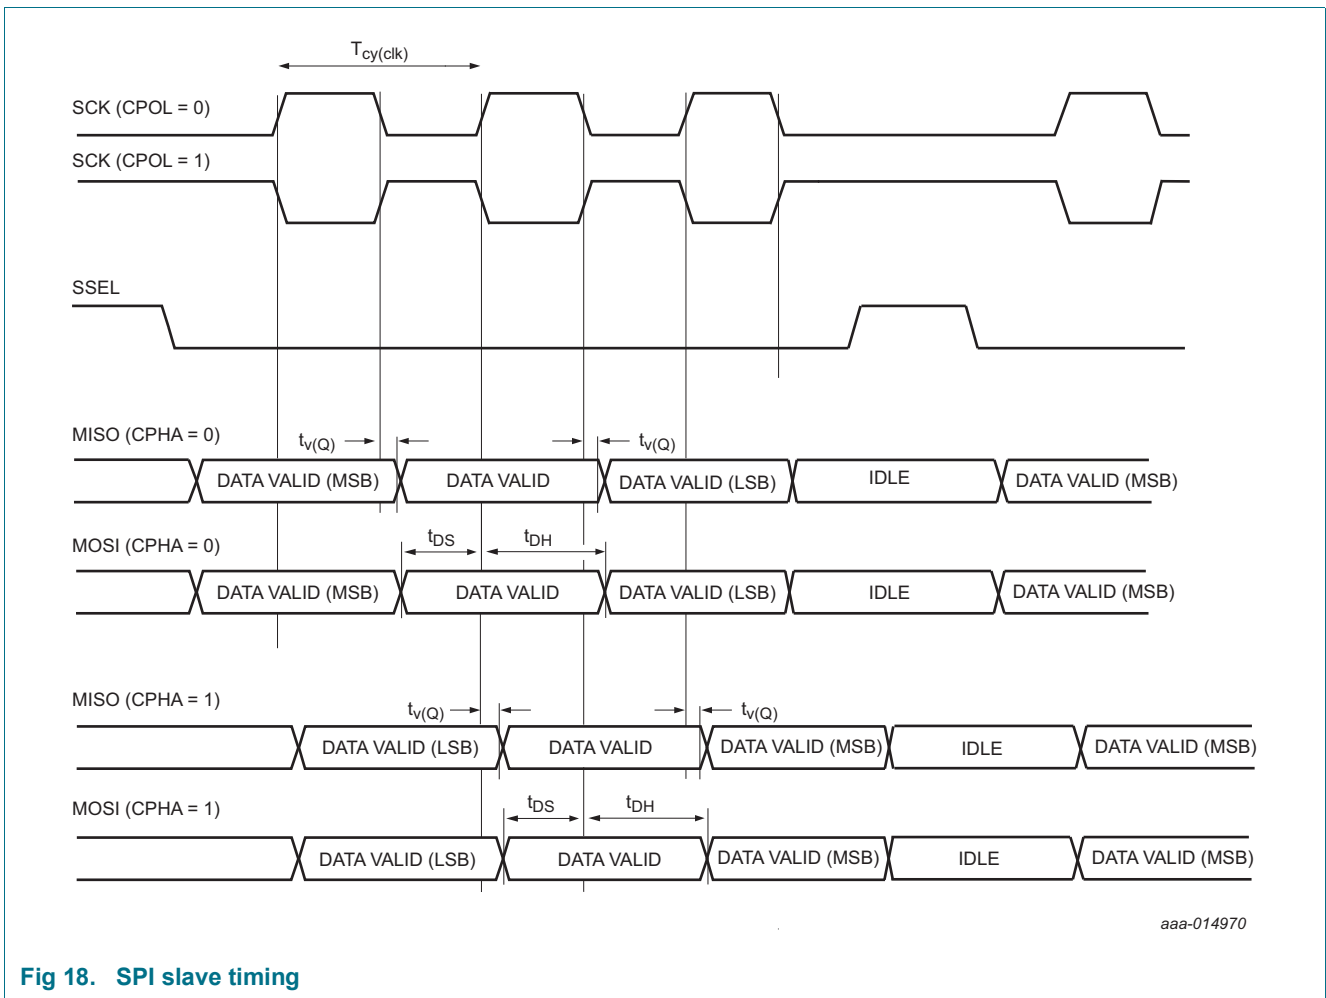 Tcy(clk)
SCK (CPOL = 0)
SCK (CPOL = 1)
SSEL
MISO (CPHA = 0)
tv(Q) tv(Q)
DATA VALID (MSB) DATA VALID DATA VALID (LSB) IDLE DATA VALID (MSB)
MOSI (CPHA = 0)
tDS tDH
DATA VALID (MSB) DATA VALID DATA VALID (LSB) IDLE DATA VALID (MSB)
MISO (CPHA = 1)
tv(Q) tv(Q)
DATA VALID (LSB) DATA VALID DATA VALID (MSB) IDLE DATA VALID (MSB)
MOSI (CPHA = 1)
tDS tDH
DATA VALID (LSB) DATA VALID DATA VALID (MSB) IDLE DATA VALID (MSB)
aaa-014970
Fig 18. SPI slave timing